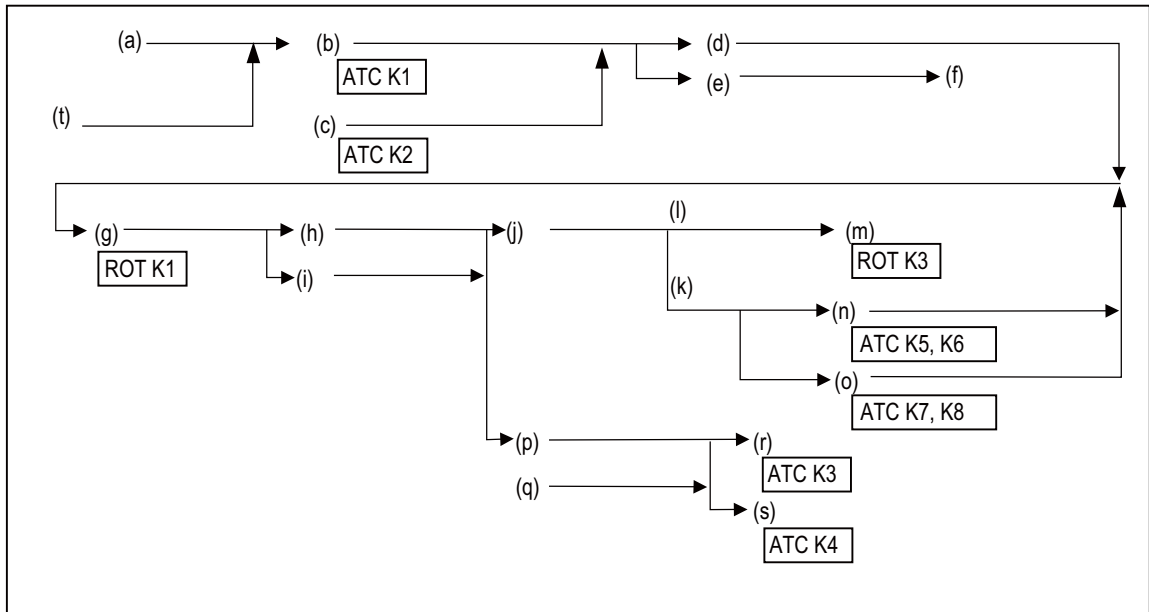 (a) (b) (d)
ATC K1 (e) (f)
(t) (c)
ATC K2
(l)
(g) (h) (j) (m)
ROT K1 (i) ROT K3
(k)
(n)
ATC K5, K6
(o)
ATC K7, K8
(p) (r)
ATC K3
(q)
(s)
ATC K4